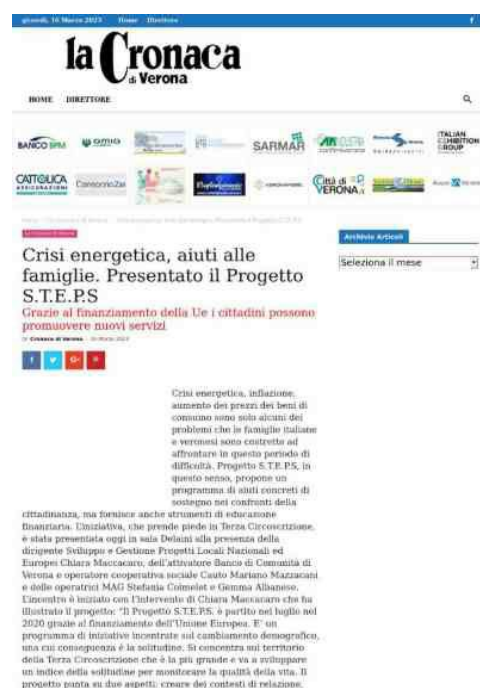 giovedì, 16 Marzo 2023 Home Direttore
la Cronaca
di Verona
HOME DIRETTORE
BANCO BPM amia SARMAR ITALIAN EXHIBITION GROUP
CATTOLICA ASSICURAZIONI ConsorzioZai Città di VERONA
Crisi energetica, aiuti alle
famiglie. Presentato il Progetto
S.T.E.P.S
Grazie al finanziamento della Ue i cittadini possono
promuovere nuovi servizi
Di Cronaca di Verona
Archivio Articoli
Seleziona il mese
Crisi energetica, inflazione,
aumento dei prezzi dei beni di
consumo sono solo alcuni dei
problemi che le famiglie italiane
e veronesi sono costrette ad
affrontare in questo periodo di
difficoltà. Progetto S.T.E.P.S, in
questo senso, propone un
programma di aiuti concreti di
sostegno nei confronti della
cittadinanza, ma fornisce anche strumenti di educazione
finanziaria. L'iniziativa, che prende piede in Terza Circoscrizione,
è stata presentata oggi in sala Delaini alla presenza della
dirigente Sviluppo e Gestione Progetti Locali Nazionali ed
Europei Chiara Maccacaro, dell'attivatore Banco di Comunità di
Verona e operatore cooperativa sociale Cauto Mariano Mazzacani
e delle operatrici MAG Stefania Colmelet e Gemma Albanese.
L'incontro è iniziato con l'intervento di Chiara Maccacaro che ha
illustrato il progetto: "Il Progetto S.T.E.P.S. è partito nel luglio nel
2020 grazie al finanziamento dell'Unione Europea. E' un
programma di iniziative incentrate sul cambiamento demografico,
una cui conseguenza è la solitudine. Si concentra sul territorio
della Terza Circoscrizione che è la più grande e va a sviluppare
un indice della solitudine per monitorare la qualità della vita. Il
progetto punta su due aspetti: creare dei contesti di relazione,